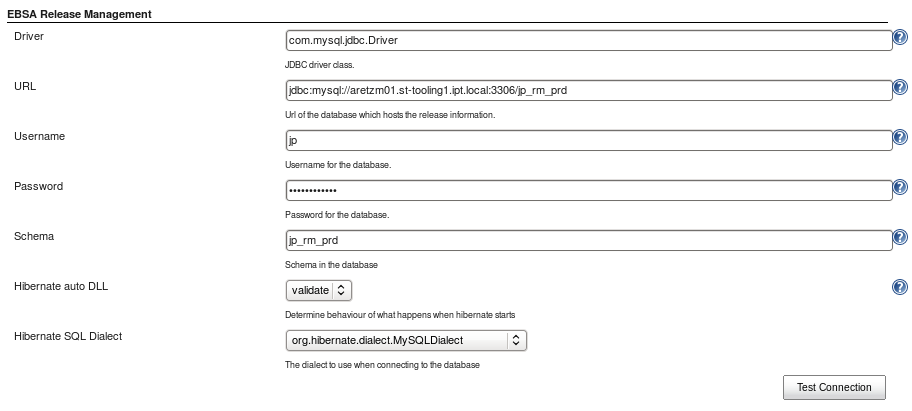 EBSA Release Management
Driver
com.mysql.jdbc.Driver
?
JDBC driver class.
URL
jdbc:mysql://aretzm01.st-tooling1.ipt.local:3306/jp_rm_prd
?
Url of the database which hosts the release information.
Username
jp
?
Username for the database.
Password
••••••••••••
?
Password for the database.
Schema
jp_rm_prd
?
Schema in the database
Hibernate auto DLL
validate
?
Determine behaviour of what happens when hibernate starts
Hibernate SQL Dialect
org.hibernate.dialect.MySQLDialect
The dialect to use when connecting to the database
Test Connection